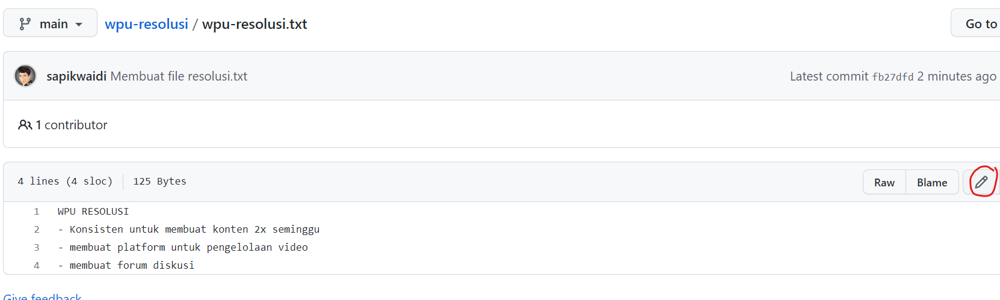 main
wpu-resolusi / wpu-resolusi.txt
Go to
sapikwaidi Membuat file resolusi.txt
Latest commit fb27dfd 2 minutes ago
1 contributor
4 lines (4 sloc) 125 Bytes
Raw Blame
1 WPU RESOLUSI
2 - Konsisten untuk membuat konten 2x seminggu
3 - membuat platform untuk pengelolaan video
4 - membuat forum diskusi
Give feedback